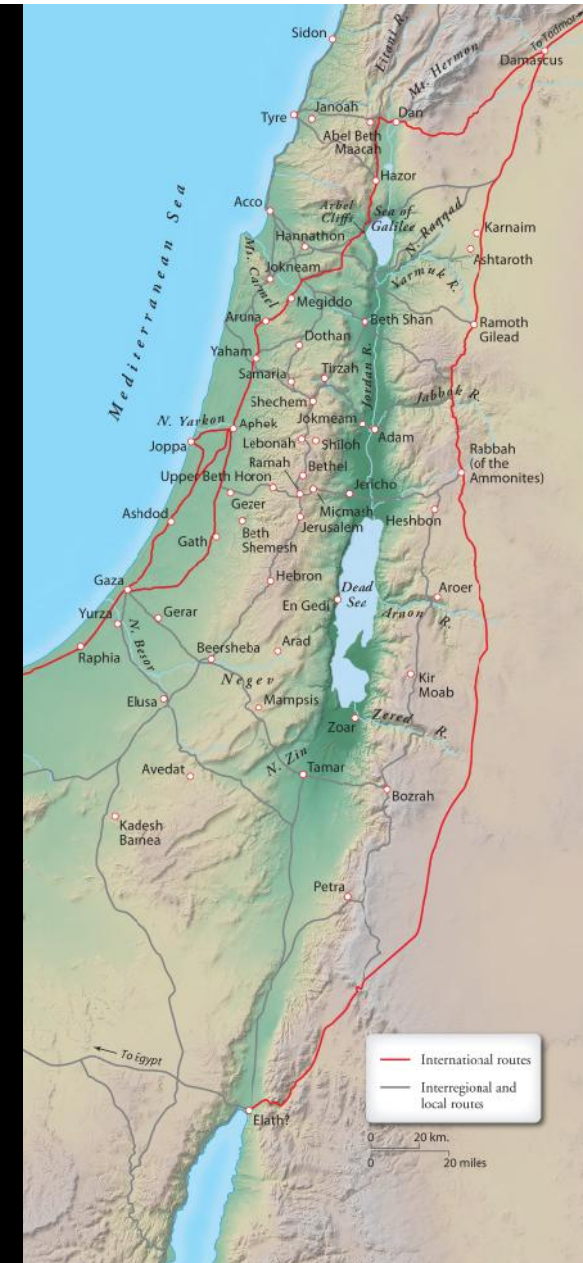 Sidon
Litani R.
To Tadmor
Mt. Hermon
Damascus
Janoah
Tyre
Dan
Abel Beth
Maacah
Hazor
Acco
Arbel
Cliffs
Sea of
Galilee
N. Raqqad
Karnaim
Hannathon
Ashtaroth
Mt. Carmel
Jokneam
Yarmuk R.
Megiddo
Mediterranean Sea
Aruna
Beth Shan
Ramoth
Gilead
Dothan
Yaham
Jordan R.
Samaria
Tirzah
Shechem
Jabbok R.
N. Yarkon
Aphek
Jokmeam
Adam
Joppa
Lebonah
Shiloh
Ramah
Bethel
Rabbah
(of the
Ammonites)
Upper Beth Horon
Jericho
Gezer
Micmash
Heshbon
Ashdod
Beth
Shemesh
Jerusalem
Gath
Gaza
Hebron
Dead
See
En Gedi
Aroer
Yurza
Gerar
Arnon R.
N. Besor
Raphia
Beersheba
Arad
Negev
Kir
Moab
Elusa
Mampsis
Zoar
Zered R.
N. Zin
Avedat
Tamar
Bozrah
Kadesh
Barnea
Petra
To Egypt
International routes
Interregional and
local routes
Elath?
0 20 km.
0 20 miles